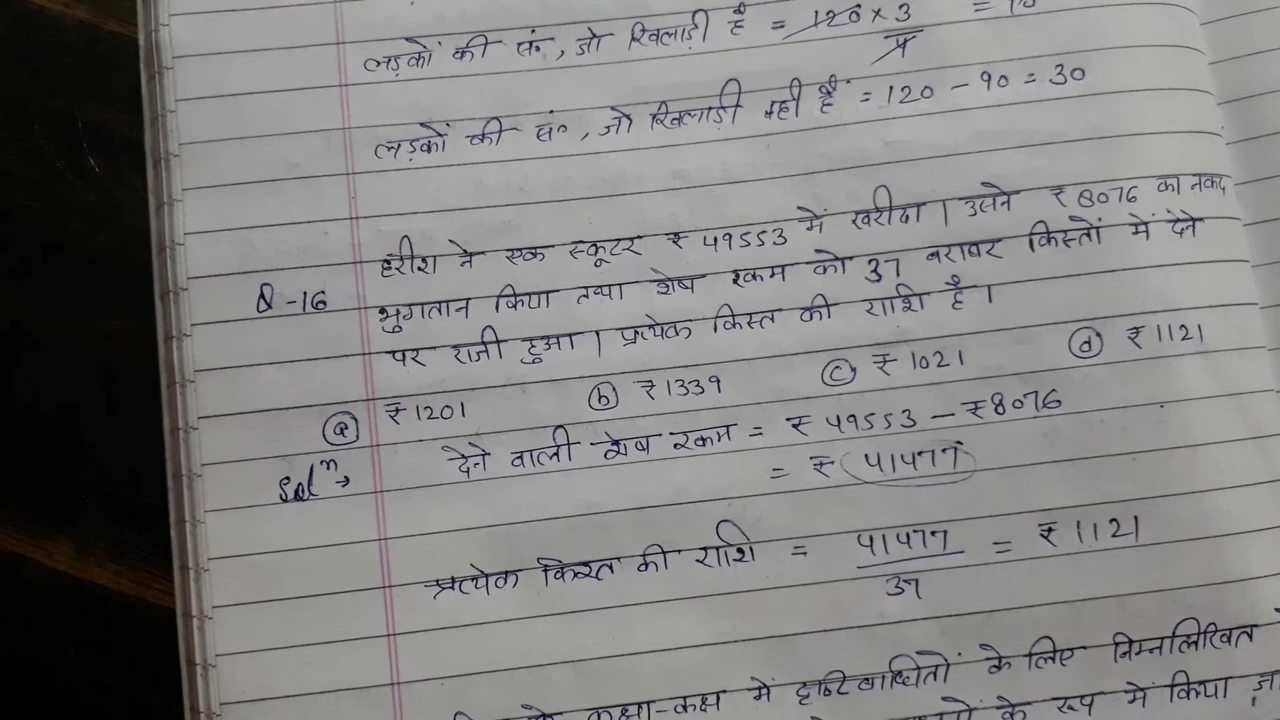 लड़कों की सं॰, जो खिलाड़ी है = 120 × 3 / 4 =
लड़कों की सं॰, जो खिलाड़ी नही है = 120 - 90 = 30
Q-16 हरीश ने एक स्कूटर ₹ 49553 में खरीदा। उसने ₹ 8076 का नकद
भुगतान किया तथा शेष रकम को 37 बराबर किस्तों में देने
पर राजी हुआ। प्रत्येक किस्त की राशि है।
(a) ₹1201 (b) ₹1339 (c) ₹1021 (d) ₹1121
Solⁿ→ देने वाली शेष रकम = ₹ 49553 - ₹8076
= ₹ 41477
प्रत्येक किस्त की राशि = 41477 / 37 = ₹1121
कक्षा-कक्ष में दृष्टिबाधितों के लिए निम्नलिखित
के रूप में किया